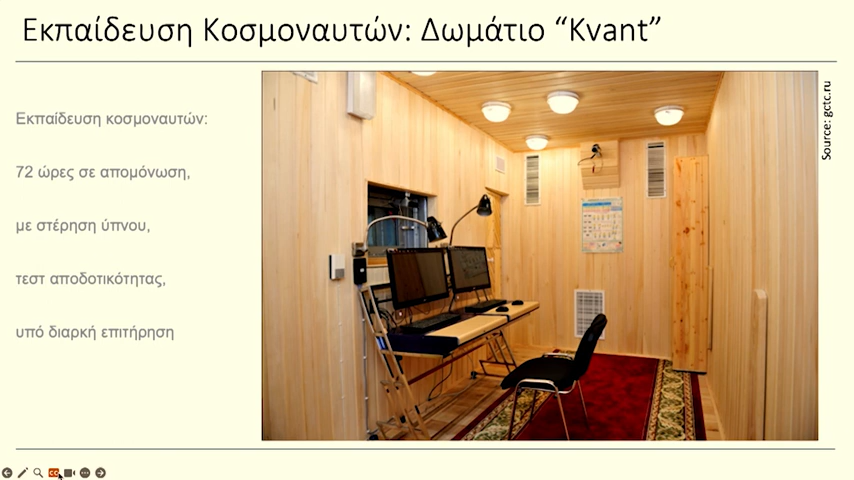 Εκπαίδευση Κοσμοναυτών: Δωμάτιο “Kvant”
Εκπαίδευση κοσμοναυτών:
72 ώρες σε απομόνωση,
με στέρηση ύπνου,
τεστ αποδοτικότητας,
υπό διαρκή επιτήρηση
Source: gctc.ru